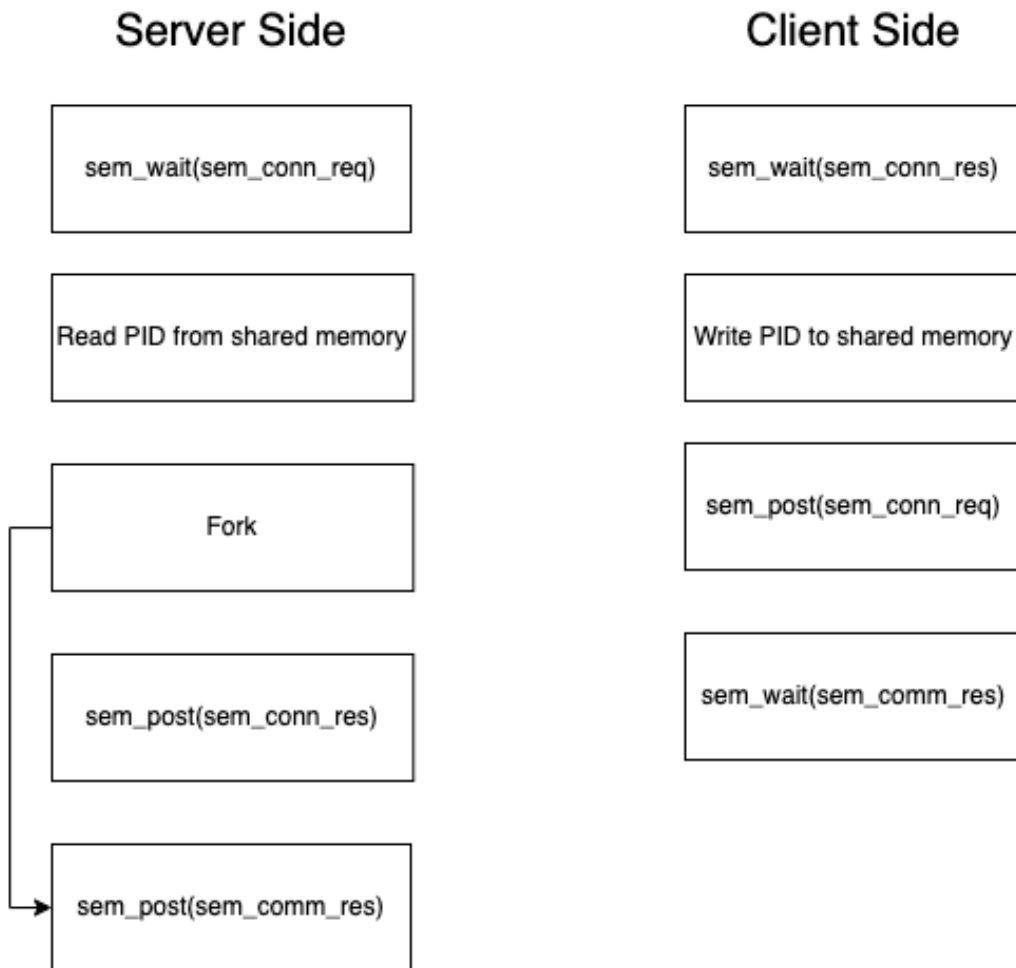 Server Side
Client Side
sem_wait(sem_conn_req)
sem_wait(sem_conn_res)
Read PID from shared memory
Write PID to shared memory
sem_post(sem_conn_req)
Fork
sem_wait(sem_comm_res)
sem_post(sem_conn_res)
sem_post(sem_comm_res)